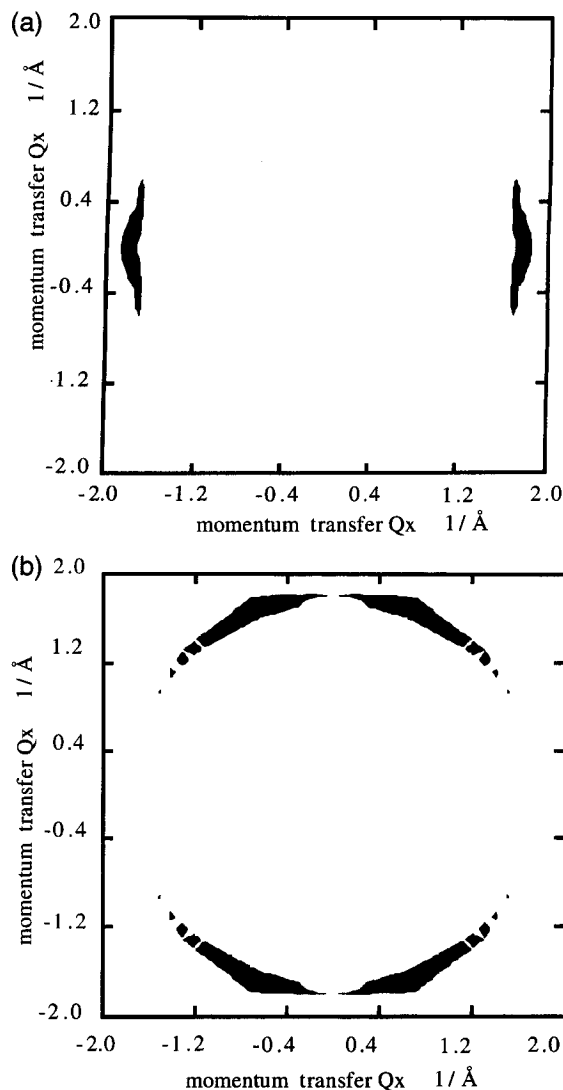 (a)
2.0
1.2
0.4
-0.4
-1.2
-2.0
momentum transfer Qx 1/ Å
-2.0 -1.2 -0.4 0.4 1.2 2.0
momentum transfer Qx 1/ Å
(b)
2.0
1.2
0.4
-0.4
-1.2
-2.0
momentum transfer Qx 1/ Å
-2.0 -1.2 -0.4 0.4 1.2 2.0
momentum transfer Qx 1/ Å